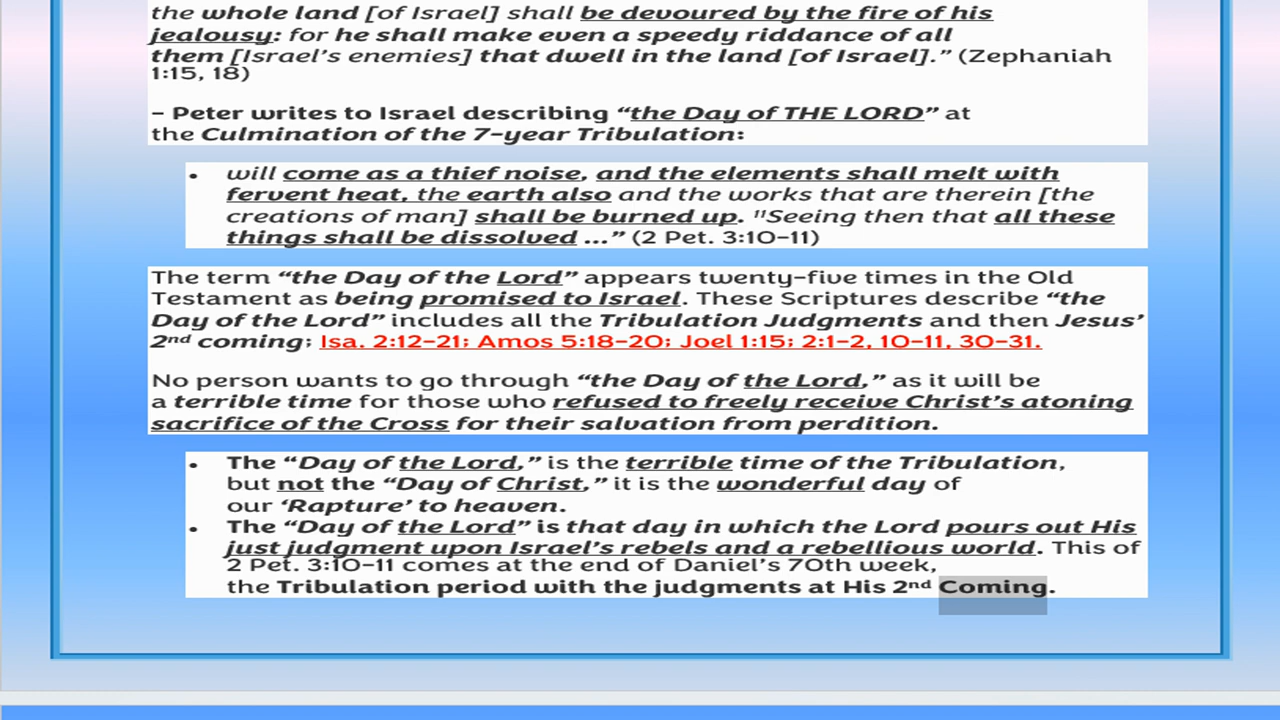 the whole land [of Israel] shall be devoured by the fire of his
jealousy: for he shall make even a speedy riddance of all
them [Israel's enemies] that dwell in the land [of Israel]." (Zephaniah
1:15, 18)
– Peter writes to Israel describing "the Day of THE LORD" at
the Culmination of the 7-year Tribulation:
• will come as a thief noise, and the elements shall melt with
fervent heat, the earth also and the works that are therein [the
creations of man] shall be burned up. ¹¹Seeing then that all these
things shall be dissolved ..." (2 Pet. 3:10–11)
The term "the Day of the Lord" appears twenty-five times in the Old
Testament as being promised to Israel. These Scriptures describe "the
Day of the Lord" includes all the Tribulation Judgments and then Jesus'
2nd coming; Isa. 2:12–21; Amos 5:18–20; Joel 1:15; 2:1–2, 10–11, 30–31.
No person wants to go through "the Day of the Lord," as it will be
a terrible time for those who refused to freely receive Christ's atoning
sacrifice of the Cross for their salvation from perdition.
• The "Day of the Lord," is the terrible time of the Tribulation,
but not the "Day of Christ," it is the wonderful day of
our 'Rapture' to heaven.
• The "Day of the Lord" is that day in which the Lord pours out His
just judgment upon Israel's rebels and a rebellious world. This of
2 Pet. 3:10–11 comes at the end of Daniel's 70th week,
the Tribulation period with the judgments at His 2nd Coming.